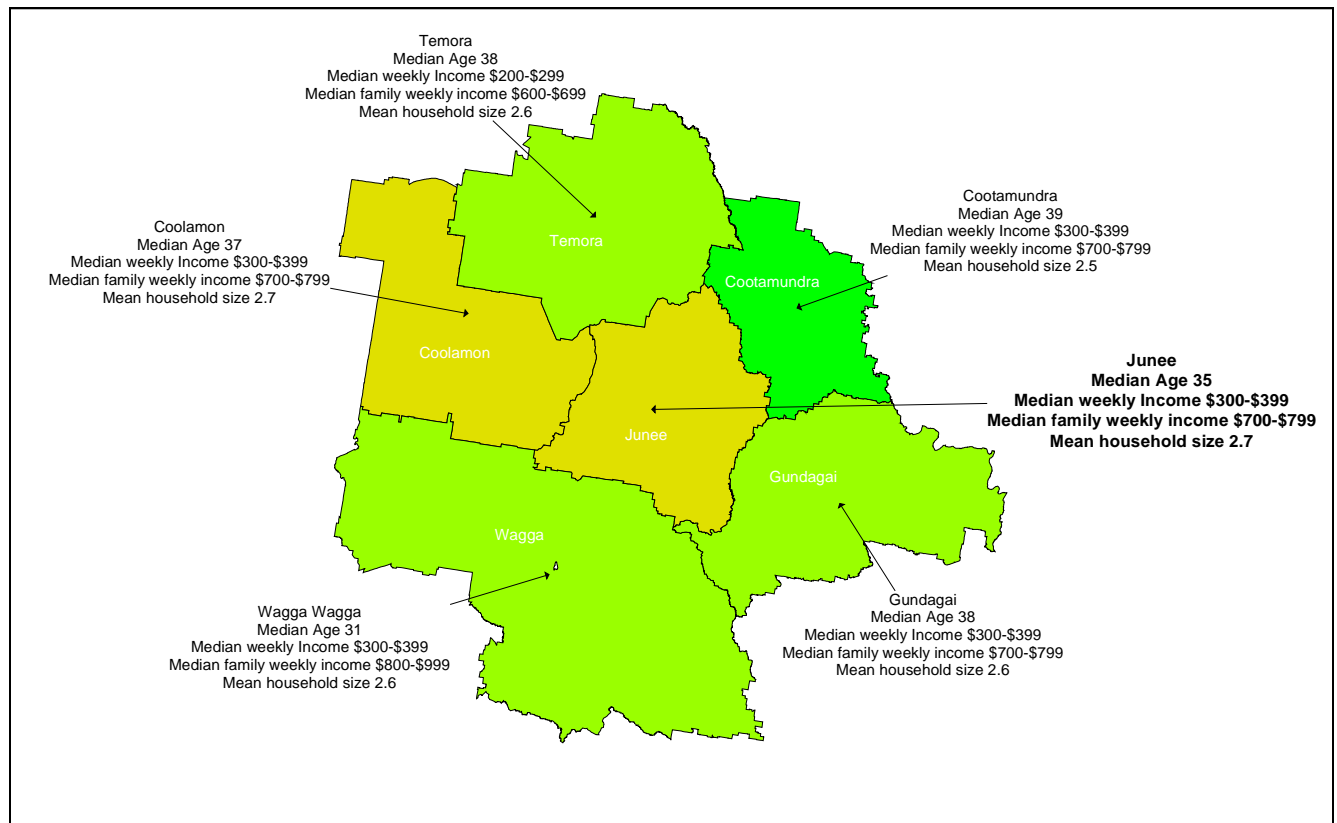 Temora
Median Age 38
Median weekly Income $200-$299
Median family weekly income $600-$699
Mean household size 2.6
Cootamundra
Median Age 39
Median weekly Income $300-$399
Median family weekly income $700-$799
Mean household size 2.5
Coolamon
Median Age 37
Median weekly Income $300-$399
Median family weekly income $700-$799
Mean household size 2.7
Temora
Cootamundra
Coolamon
Junee
Median Age 35
Median weekly Income $300-$399
Median family weekly income $700-$799
Mean household size 2.7
Junee
Gundagai
Wagga
Wagga Wagga
Median Age 31
Median weekly Income $300-$399
Median family weekly income $800-$999
Mean household size 2.6
Gundagai
Median Age 38
Median weekly Income $300-$399
Median family weekly income $700-$799
Mean household size 2.6